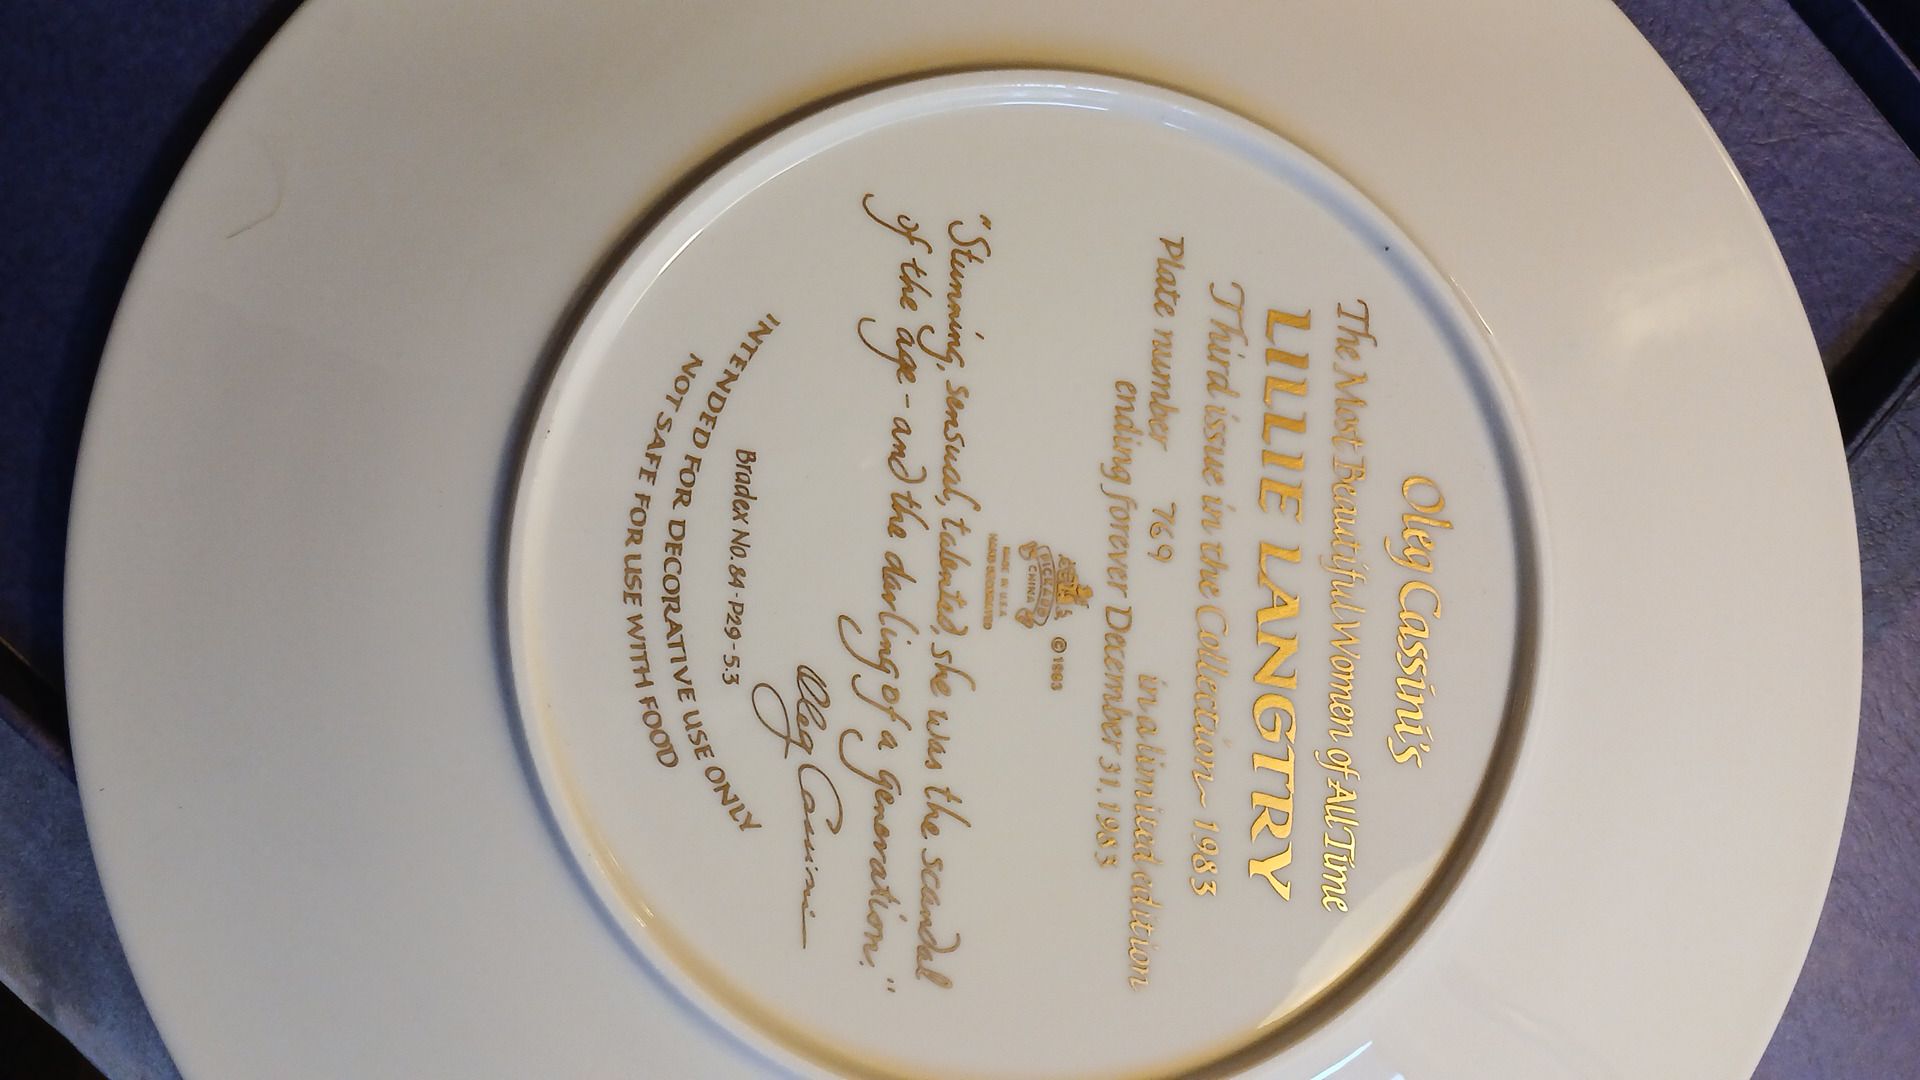 Oleg Cassini's
The Most Beautiful Women of All Time
LILLIE LANGTRY
Third issue in the Collection~1983
Plate number 769 in a limited edition
ending forever December 31, 1983
PICKARD
CHINA
© 1983
MADE IN U.S.A.
HAND DECORATED
"Stunning, sensual, talented, she was the scandal
of the age - and the darling of a generation."
Oleg Cassini
Bradex No. 84-P29-5.3
"INTENDED FOR DECORATIVE USE ONLY
NOT SAFE FOR USE WITH FOOD